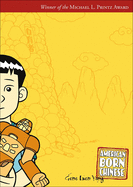 Winner of the MICHAEL L. PRINTZ AWARD
AMERICAN
BORN
CHINESE
Gene Luen Yang